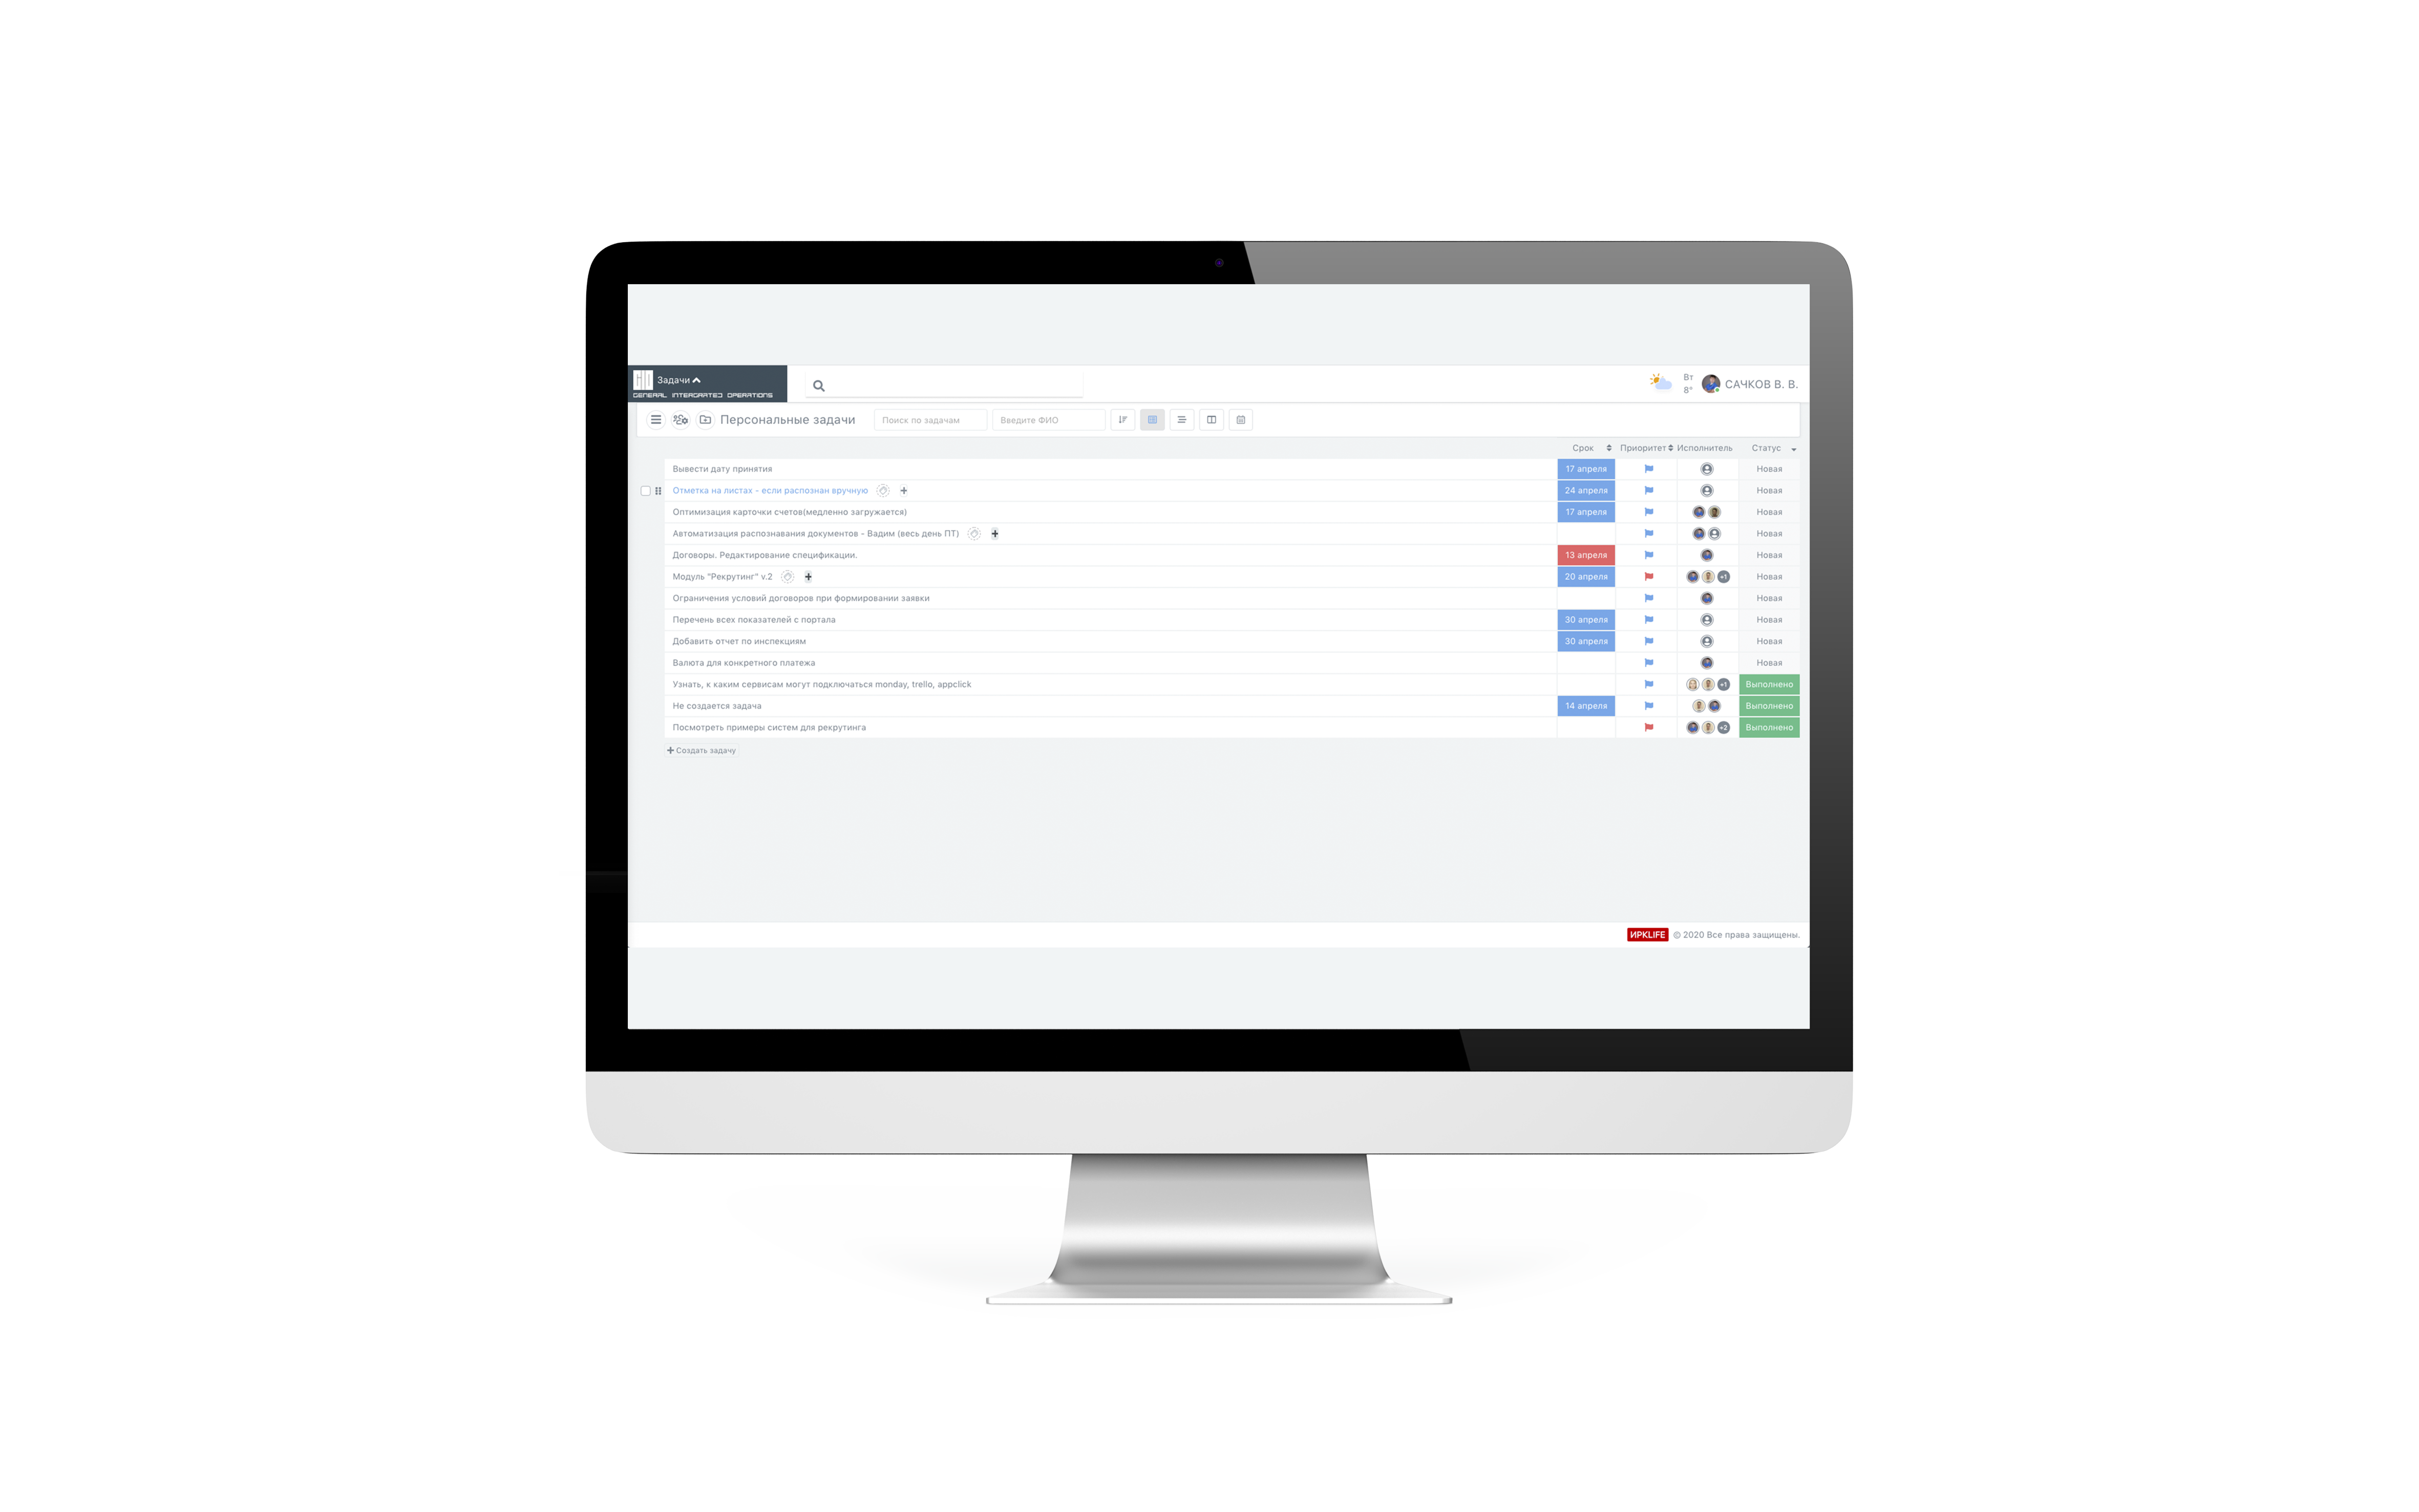 Задачи
GENERAL INTERGRATED OPERATIONS
Вт
8°
САЧКОВ В. В.
Персональные задачи
Поиск по задачам
Введите ФИО
Срок Приоритет Исполнитель Статус
Вывести дату принятия 17 апреля Новая
Отметка на листах - если распознан вручную 24 апреля Новая
Оптимизация карточки счетов(медленно загружается) 17 апреля Новая
Автоматизация распознавания документов - Вадим (весь день ПТ) Новая
Договоры. Редактирование спецификации. 13 апреля Новая
Модуль "Рекрутинг" v.2 20 апреля +1 Новая
Ограничения условий договоров при формировании заявки Новая
Перечень всех показателей с портала 30 апреля Новая
Добавить отчет по инспекциям 30 апреля Новая
Валюта для конкретного платежа Новая
Узнать, к каким сервисам могут подключаться monday, trello, appclick +1 Выполнено
Не создается задача 14 апреля Выполнено
Посмотреть примеры систем для рекрутинга +2 Выполнено
Создать задачу
ИРКLIFE © 2020 Все права защищены.